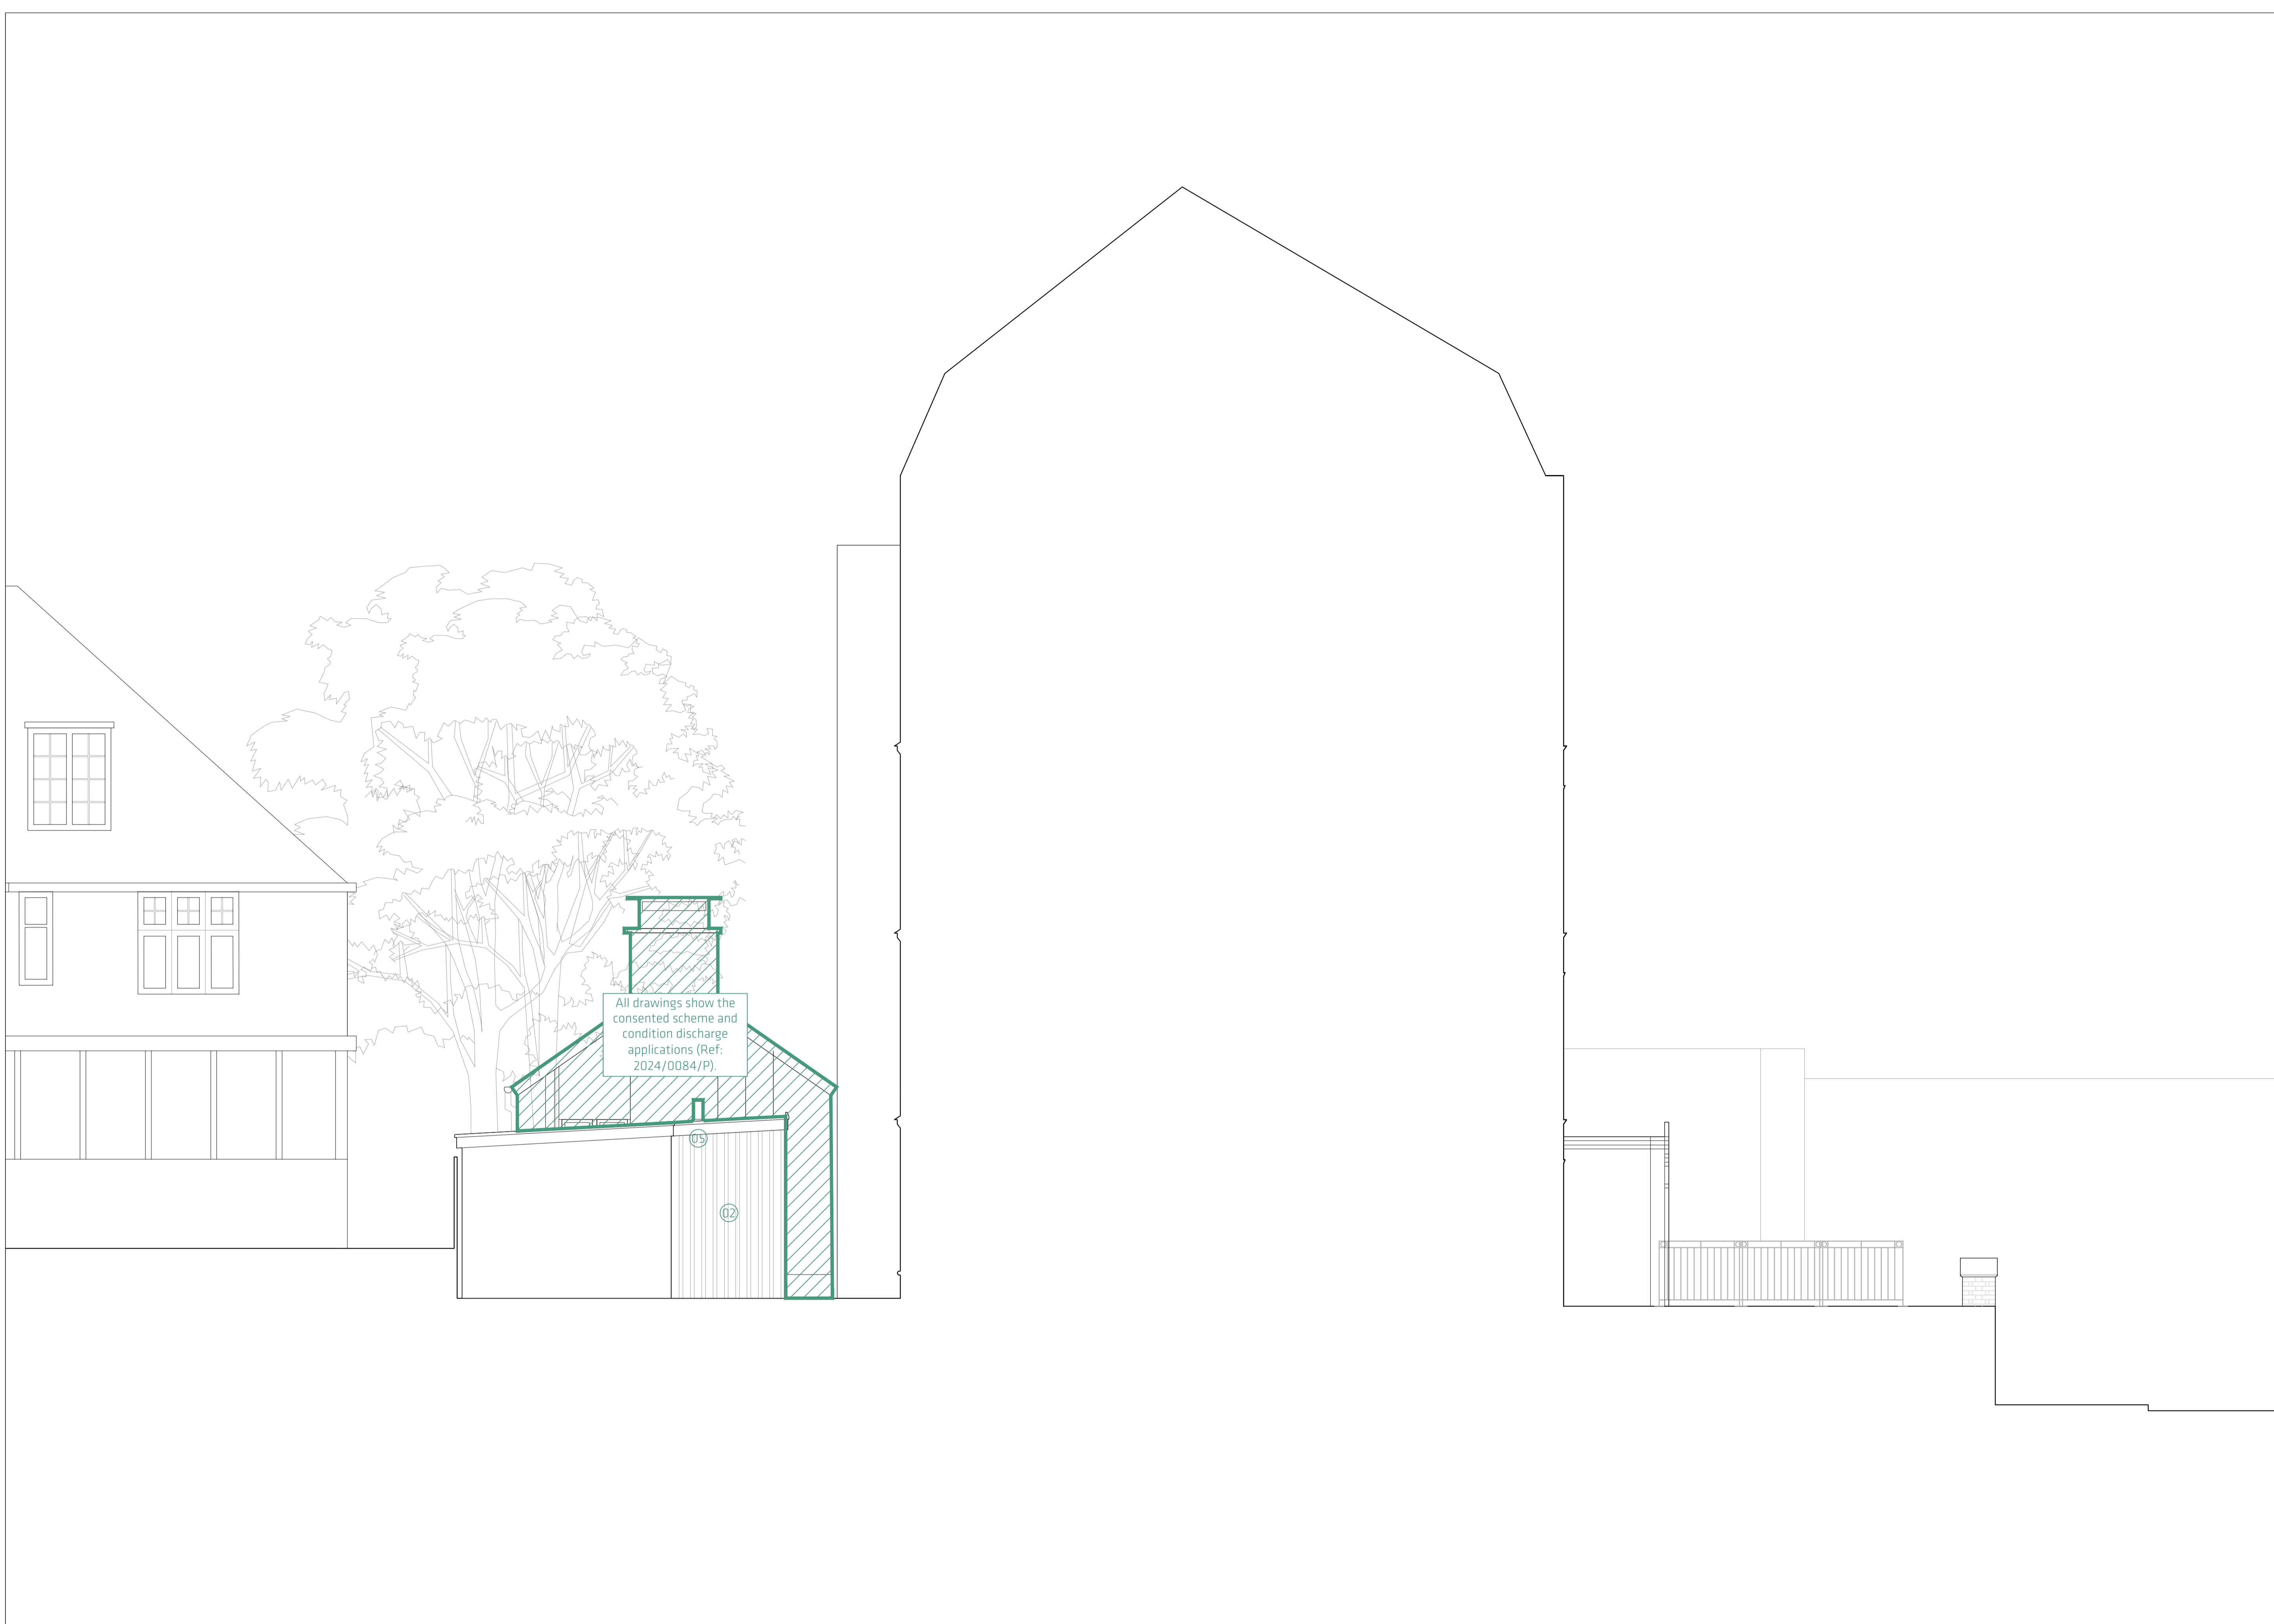 All drawings show the
consented scheme and
condition discharge
applications (Ref:
2024/0084/P).
05
02